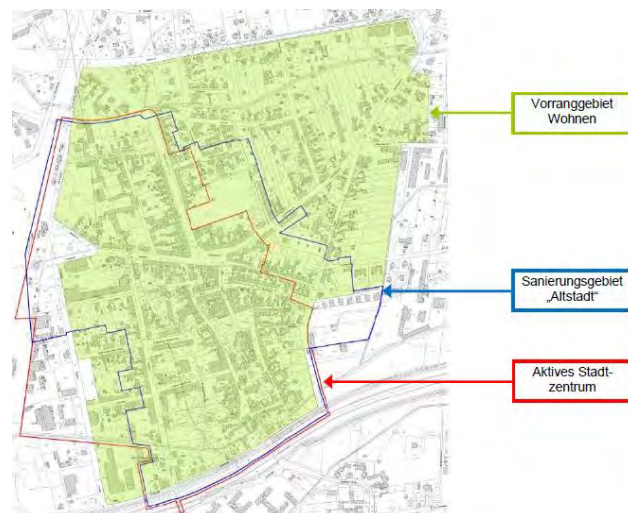 Vorranggebiet
Wohnen
Sanierungsgebiet
„Altstadt“
Aktives Stadt-
zentrum